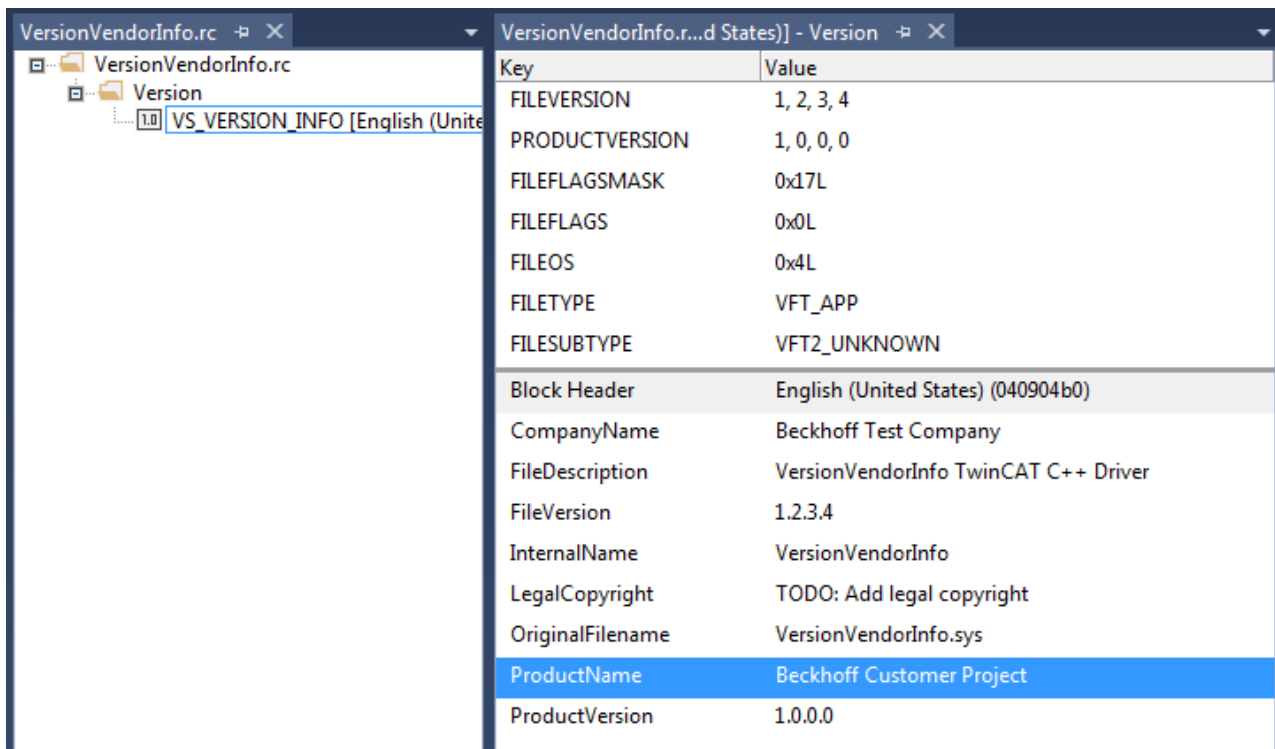 VersionVendorInfo.rc
VersionVendorInfo.rc
Version
1.0 VS_VERSION_INFO [English (Unite
VersionVendorInfo.r...d States)] - Version
Key Value
FILEVERSION 1, 2, 3, 4
PRODUCTVERSION 1, 0, 0, 0
FILEFLAGSMASK 0x17L
FILEFLAGS 0x0L
FILEOS 0x4L
FILETYPE VFT_APP
FILESUBTYPE VFT2_UNKNOWN
Block Header English (United States) (040904b0)
CompanyName Beckhoff Test Company
FileDescription VersionVendorInfo TwinCAT C++ Driver
FileVersion 1.2.3.4
InternalName VersionVendorInfo
LegalCopyright TODO: Add legal copyright
OriginalFilename VersionVendorInfo.sys
ProductName Beckhoff Customer Project
ProductVersion 1.0.0.0